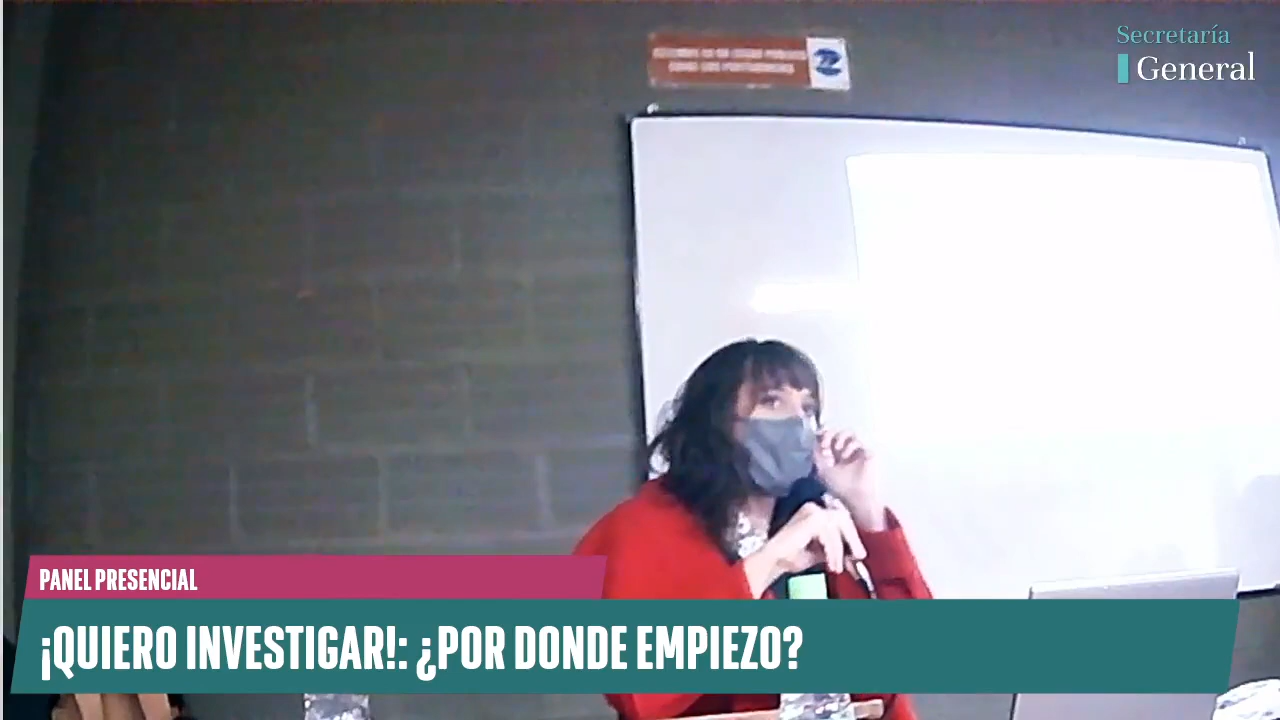 Secretaría
General
PANEL PRESENCIAL
¡QUIERO INVESTIGAR!: ¿POR DONDE EMPIEZO?